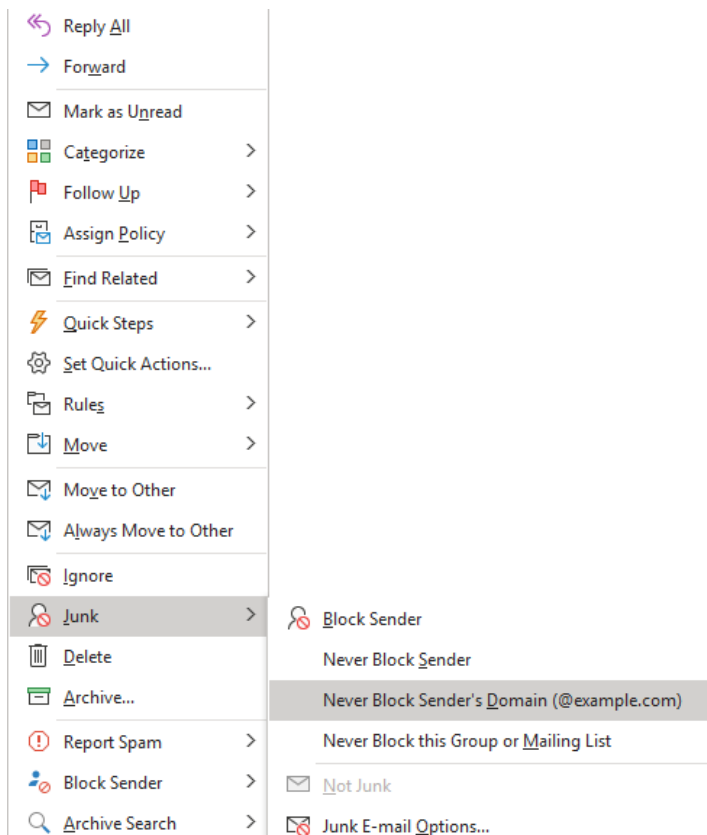 Reply All
Forward
Mark as Unread
Categorize
Follow Up
Assign Policy
Find Related
Quick Steps
Set Quick Actions...
Rules
Move
Move to Other
Always Move to Other
Ignore
Junk
Delete
Archive...
Report Spam
Block Sender
Archive Search
Block Sender
Never Block Sender
Never Block Sender's Domain (@example.com)
Never Block this Group or Mailing List
Not Junk
Junk E-mail Options...